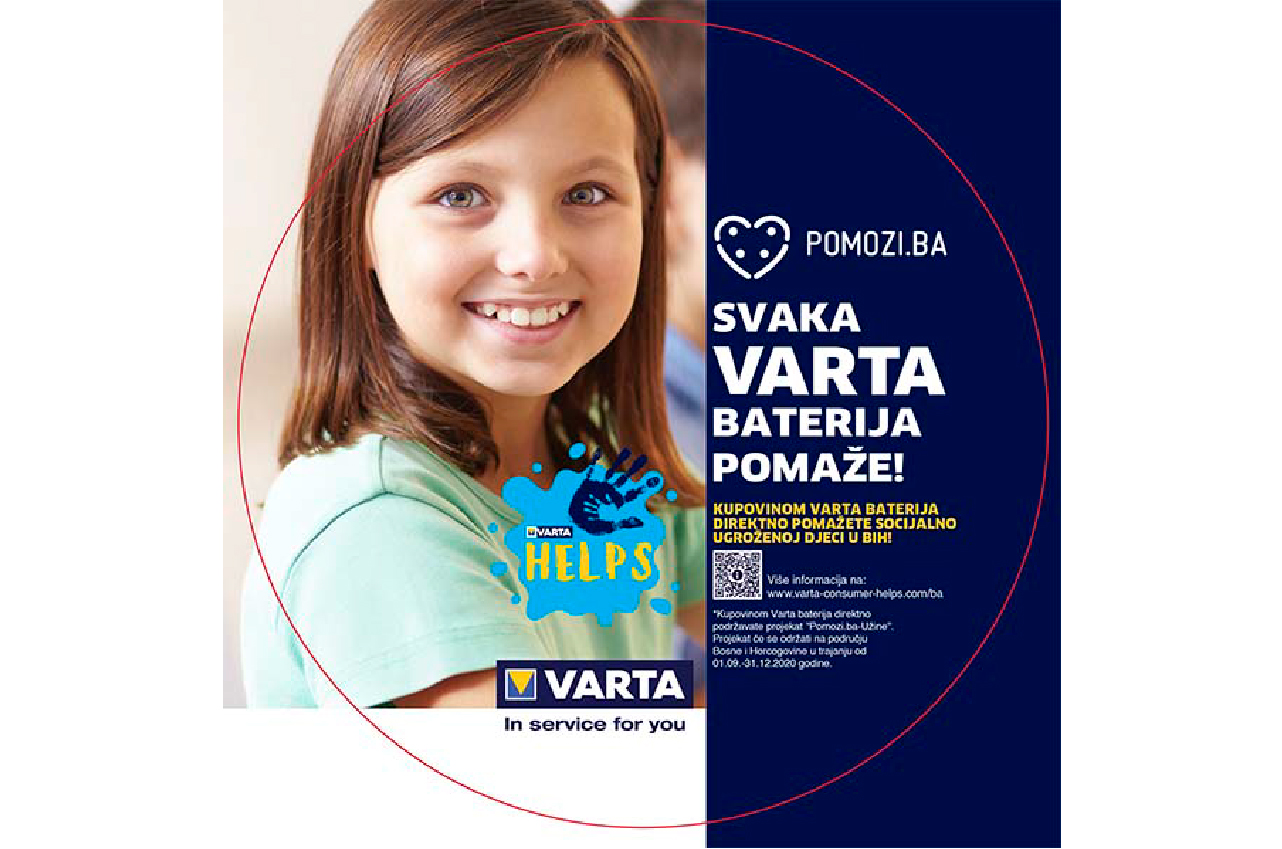 POMOZI.BA
SVAKA
VARTA
BATERIJA
POMAŽE!
KUPOVINOM VARTA BATERIJA
DIREKTNO POMAŽETE SOCIJALNO
UGROŽENOJ DJECI U BIH!
Više informacija na:
www.varta-consumer-helps.com/ba
*Kupovinom Varta baterija direktno
podržavate projekat "Pomozi.ba-Užine".
Projekat će se održati na području
Bosne i Hercegovine u trajanju od
01.09.-31.12.2020 godine.
VARTA
HELPS
VARTA
In service for you